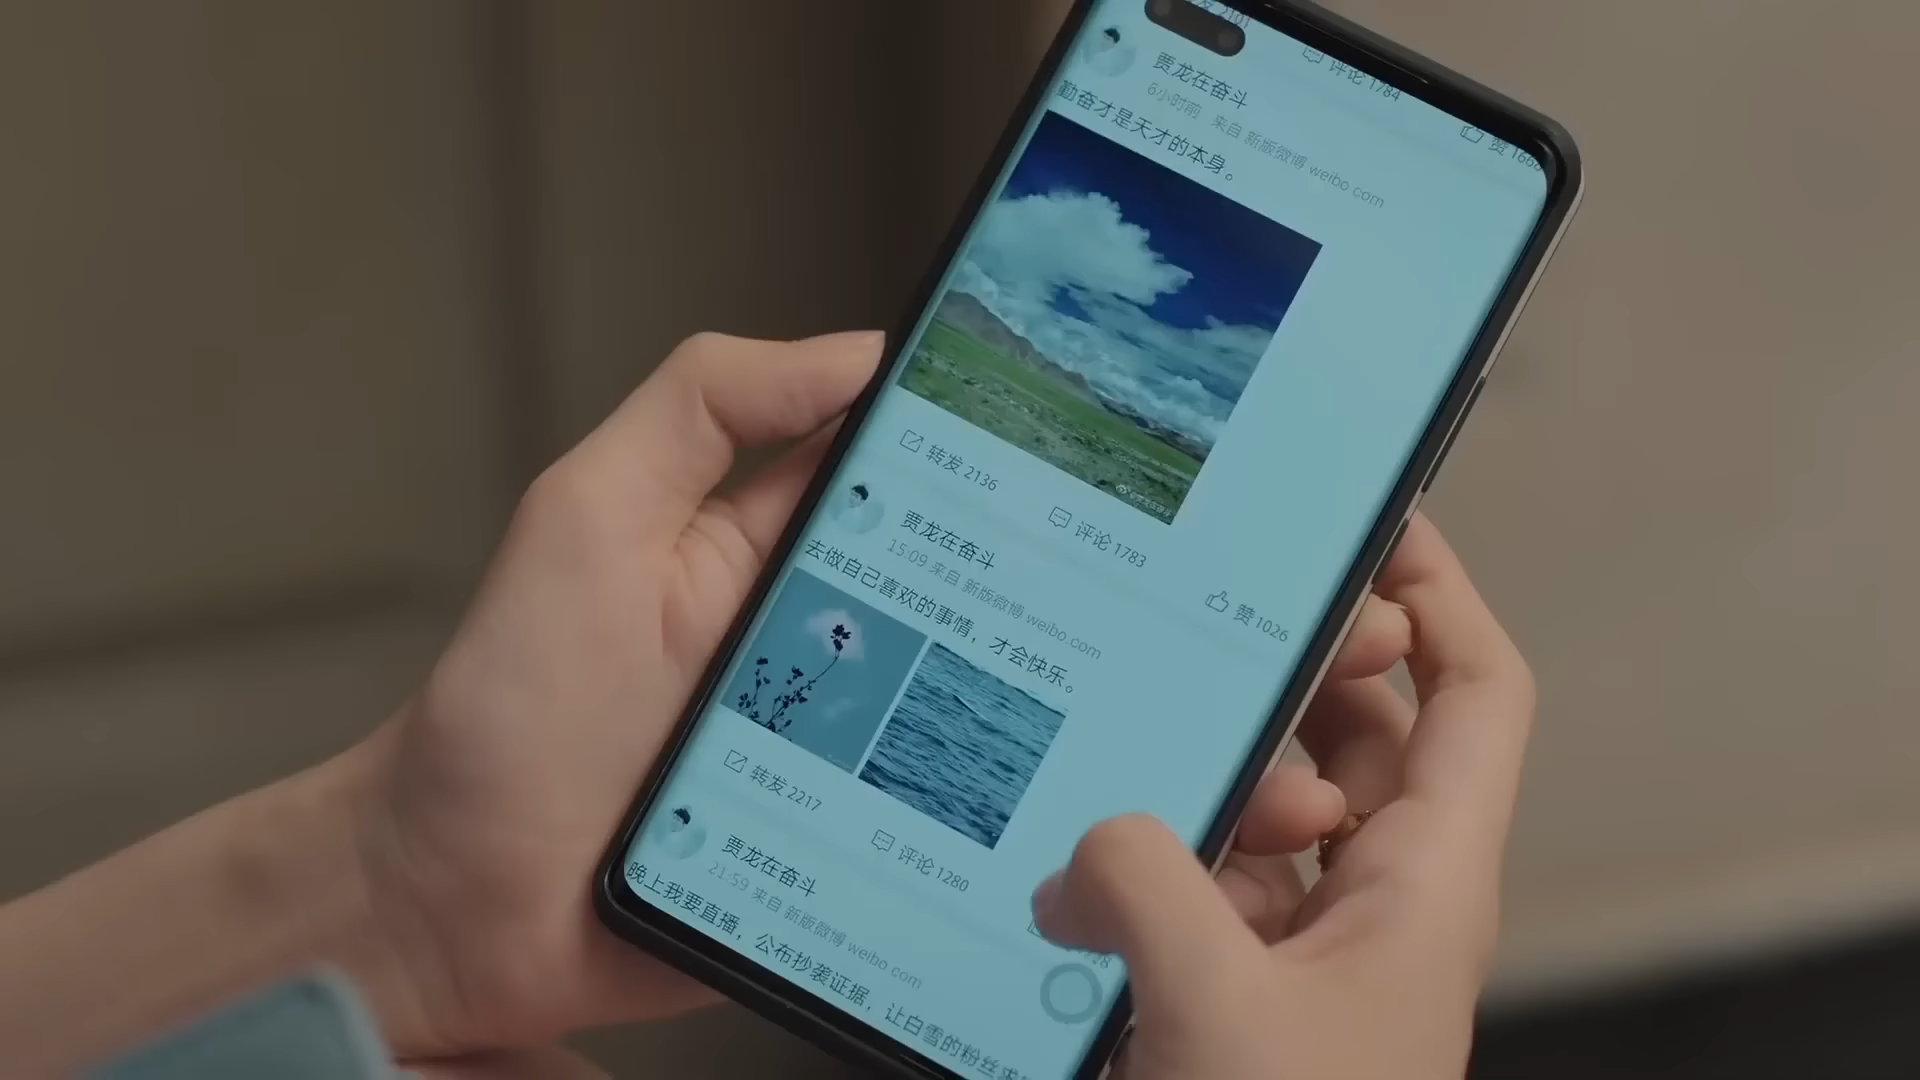 评论 1784
贾龙在奋斗
6小时前 来自 新版微博 weibo.com
勤奋才是天才的本身。
转发 2136
评论 1783
赞 1026
贾龙在奋斗
15:09 来自 新版微博 weibo.com
去做自己喜欢的事情，才会快乐。
转发 2217
评论 1280
贾龙在奋斗
21:59 来自 新版微博 weibo.com
晚上我要直播，公布抄袭证据，让白雪的粉丝